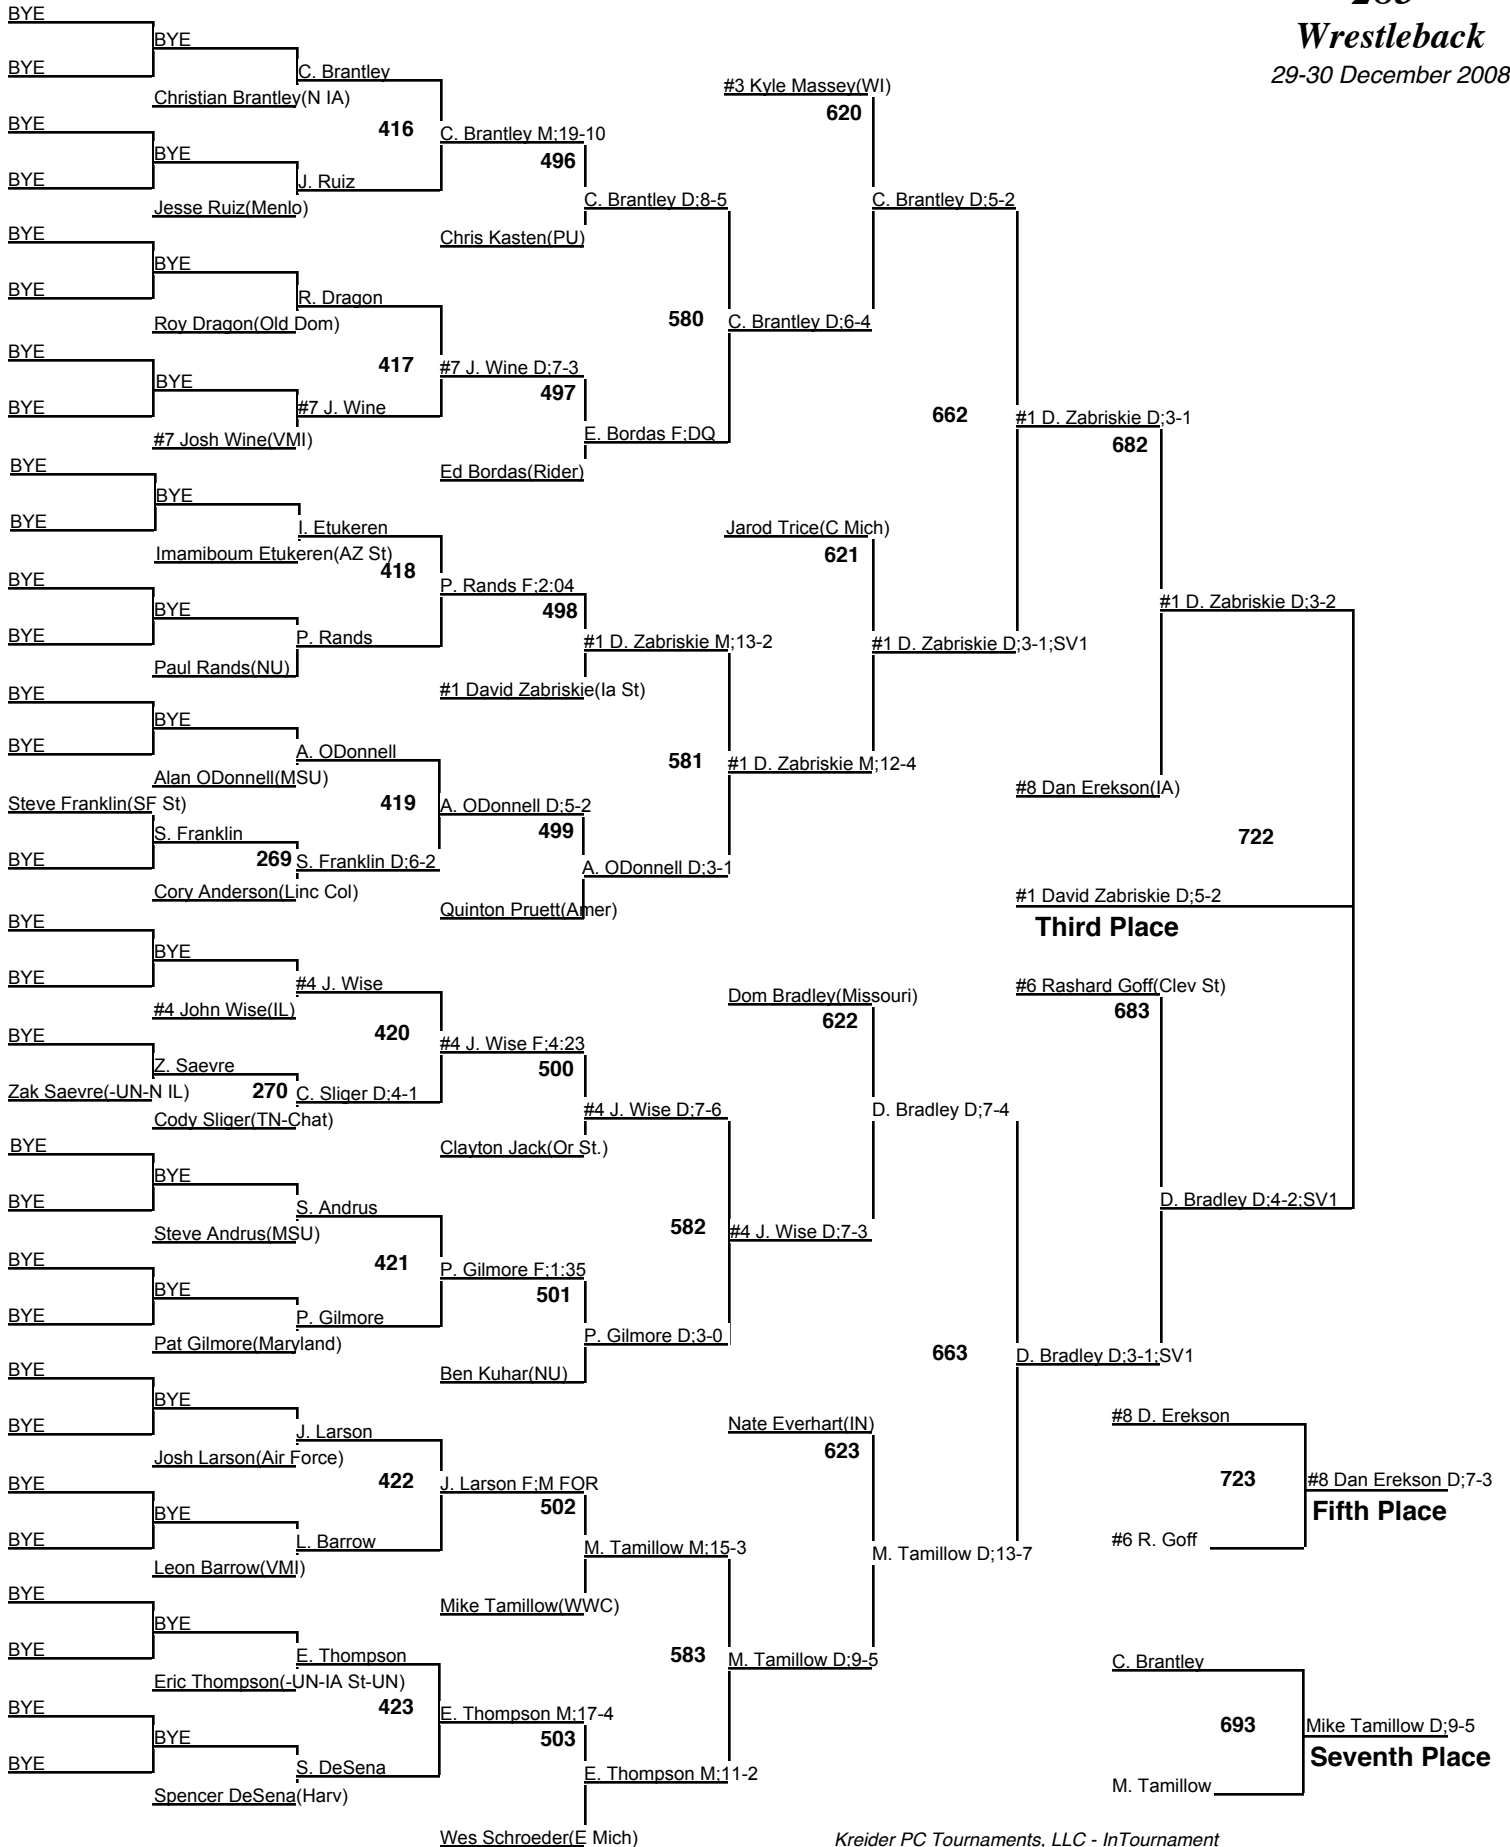 Wrestleback
29-30 December 2008
BYE
BYE
BYE
C. Brantley
Christian Brantley(N IA)
416
BYE
BYE
BYE
J. Ruiz
Jesse Ruiz(Menlo)
C. Brantley M;19-10
496
Chris Kasten(PU)
C. Brantley D;8-5
#3 Kyle Massey(WI)
620
C. Brantley D;5-2
BYE
BYE
BYE
R. Dragon
Roy Dragon(Old Dom)
417
BYE
BYE
BYE
#7 J. Wine
#7 Josh Wine(VMI)
#7 J. Wine D;7-3
497
E. Bordas F;DQ
Ed Bordas(Rider)
580
C. Brantley D;6-4
662
#1 D. Zabriskie D;3-1
682
BYE
BYE
BYE
I. Etukeren
Imamiboum Etukeren(AZ St)
418
BYE
BYE
BYE
P. Rands
Paul Rands(NU)
P. Rands F;2:04
498
#1 D. Zabriskie M;13-2
#1 David Zabriskie(Ia St)
Jarod Trice(C Mich)
621
#1 D. Zabriskie D;3-1;SV1
#1 D. Zabriskie D;3-2
BYE
BYE
BYE
A. ODonnell
Alan ODonnell(MSU)
Steve Franklin(SF St)
S. Franklin
BYE
269
S. Franklin D;6-2
Cory Anderson(Linc Col)
419
A. ODonnell D;5-2
499
A. ODonnell D;3-1
Quinton Pruett(Amer)
581
#1 D. Zabriskie M;12-4
#8 Dan Erekson(IA)
722
#1 David Zabriskie D;5-2
Third Place
BYE
BYE
BYE
#4 J. Wise
#4 John Wise(IL)
420
BYE
Z. Saevre
Zak Saevre(-UN-N IL)
270
C. Sliger D;4-1
Cody Sliger(TN-Chat)
#4 J. Wise F;4:23
500
#4 J. Wise D;7-6
Clayton Jack(Or St.)
Dom Bradley(Missouri)
622
D. Bradley D;7-4
#6 Rashard Goff(Clev St)
683
D. Bradley D;4-2;SV1
BYE
BYE
BYE
S. Andrus
Steve Andrus(MSU)
421
BYE
BYE
BYE
P. Gilmore
Pat Gilmore(Maryland)
P. Gilmore F;1:35
501
P. Gilmore D;3-0
Ben Kuhar(NU)
582
#4 J. Wise D;7-3
663
D. Bradley D;3-1;SV1
BYE
BYE
BYE
J. Larson
Josh Larson(Air Force)
422
BYE
BYE
BYE
L. Barrow
Leon Barrow(VMI)
J. Larson F;M FOR
502
M. Tamillow M;15-3
Mike Tamillow(WWC)
Nate Everhart(IN)
623
M. Tamillow D;13-7
#8 D. Erekson
723
#8 Dan Erekson D;7-3
Fifth Place
#6 R. Goff
BYE
BYE
BYE
E. Thompson
Eric Thompson(-UN-IA St-UN)
423
BYE
BYE
BYE
S. DeSena
Spencer DeSena(Harv)
E. Thompson M;17-4
503
E. Thompson M;11-2
Wes Schroeder(E Mich)
583
M. Tamillow D;9-5
C. Brantley
693
Mike Tamillow D;9-5
Seventh Place
M. Tamillow
Kreider PC Tournaments, LLC - InTournament